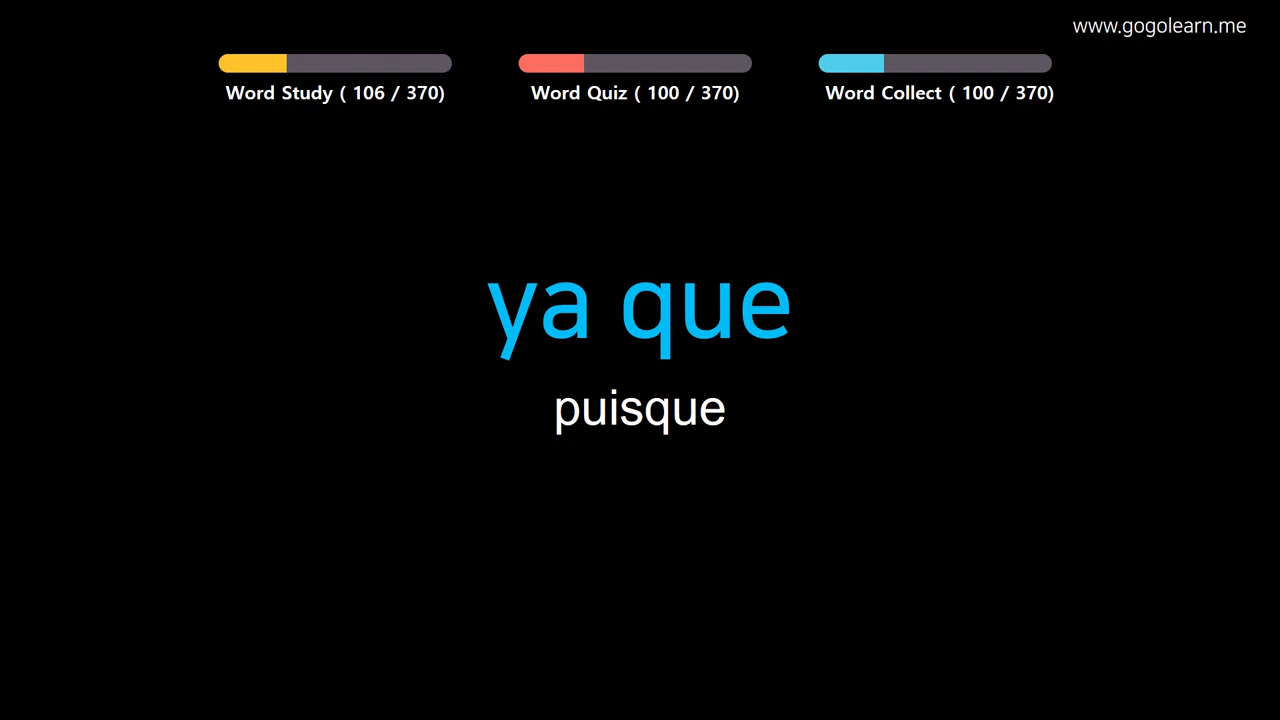 www.gogolearn.me
Word Study ( 106 / 370)
Word Quiz ( 100 / 370)
Word Collect ( 100 / 370)
ya que
puisque